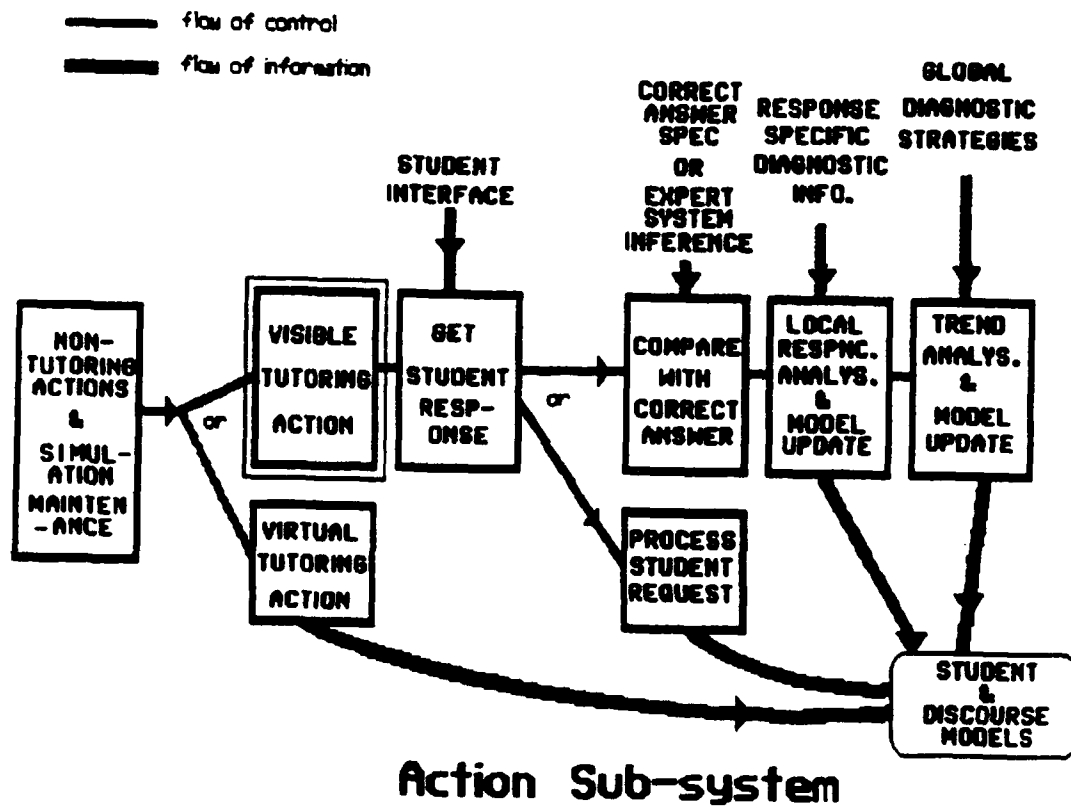 flow of control
flow of information
GLOBAL
DIAGNOSTIC
STRATEGIES
CORRECT
ANSWER
SPEC
OR
EXPERT
SYSTEM
INFERENCE
RESPONSE
SPECIFIC
DIAGNOSTIC
INFO.
STUDENT
INTERFACE
NON-
TUTORING
ACTIONS
&
SIMUL-
ATION
MAINTEN
-ANCE
or
VISIBLE
TUTORING
ACTION
GET
STUDENT
RESP-
ONSE
or
COMPARE
WITH
CORRECT
ANSWER
LOCAL
RESPNC.
ANALYS.
&
MODEL
UPDATE
TREND
ANALYS.
&
MODEL
UPDATE
VIRTUAL
TUTORING
ACTION
PROCESS
STUDENT
REQUEST
STUDENT
&
DISCOURSE
MODELS
Action Sub-system